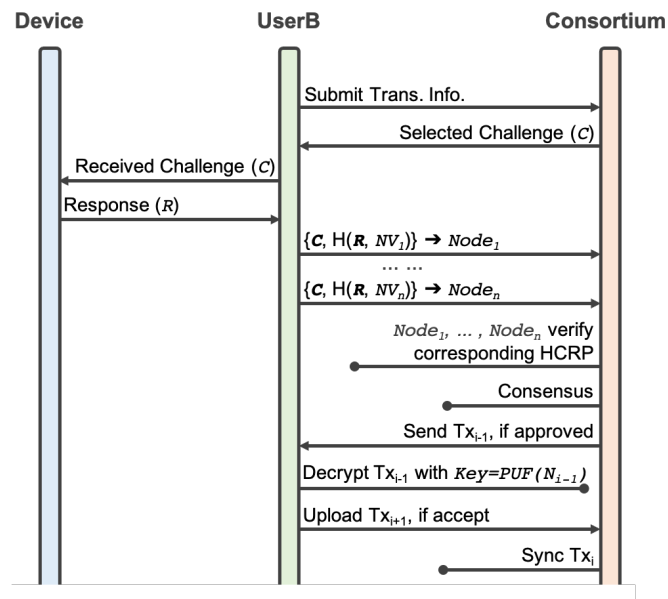 Device UserB Consortium
Submit Trans. Info.
Selected Challenge (C)
Received Challenge (C)
Response (R)
{C, H(R, NV₁)} ➔ Node₁
... ...
{C, H(R, NVₙ)} ➔ Nodeₙ
Node₁, ... , Nodeₙ verify
corresponding HCRP
Consensus
Send Txᵢ₋₁, if approved
Decrypt Txᵢ₋₁ with Key=PUF(Nᵢ₋₁)
Upload Txᵢ₊₁, if accept
Sync Txᵢ